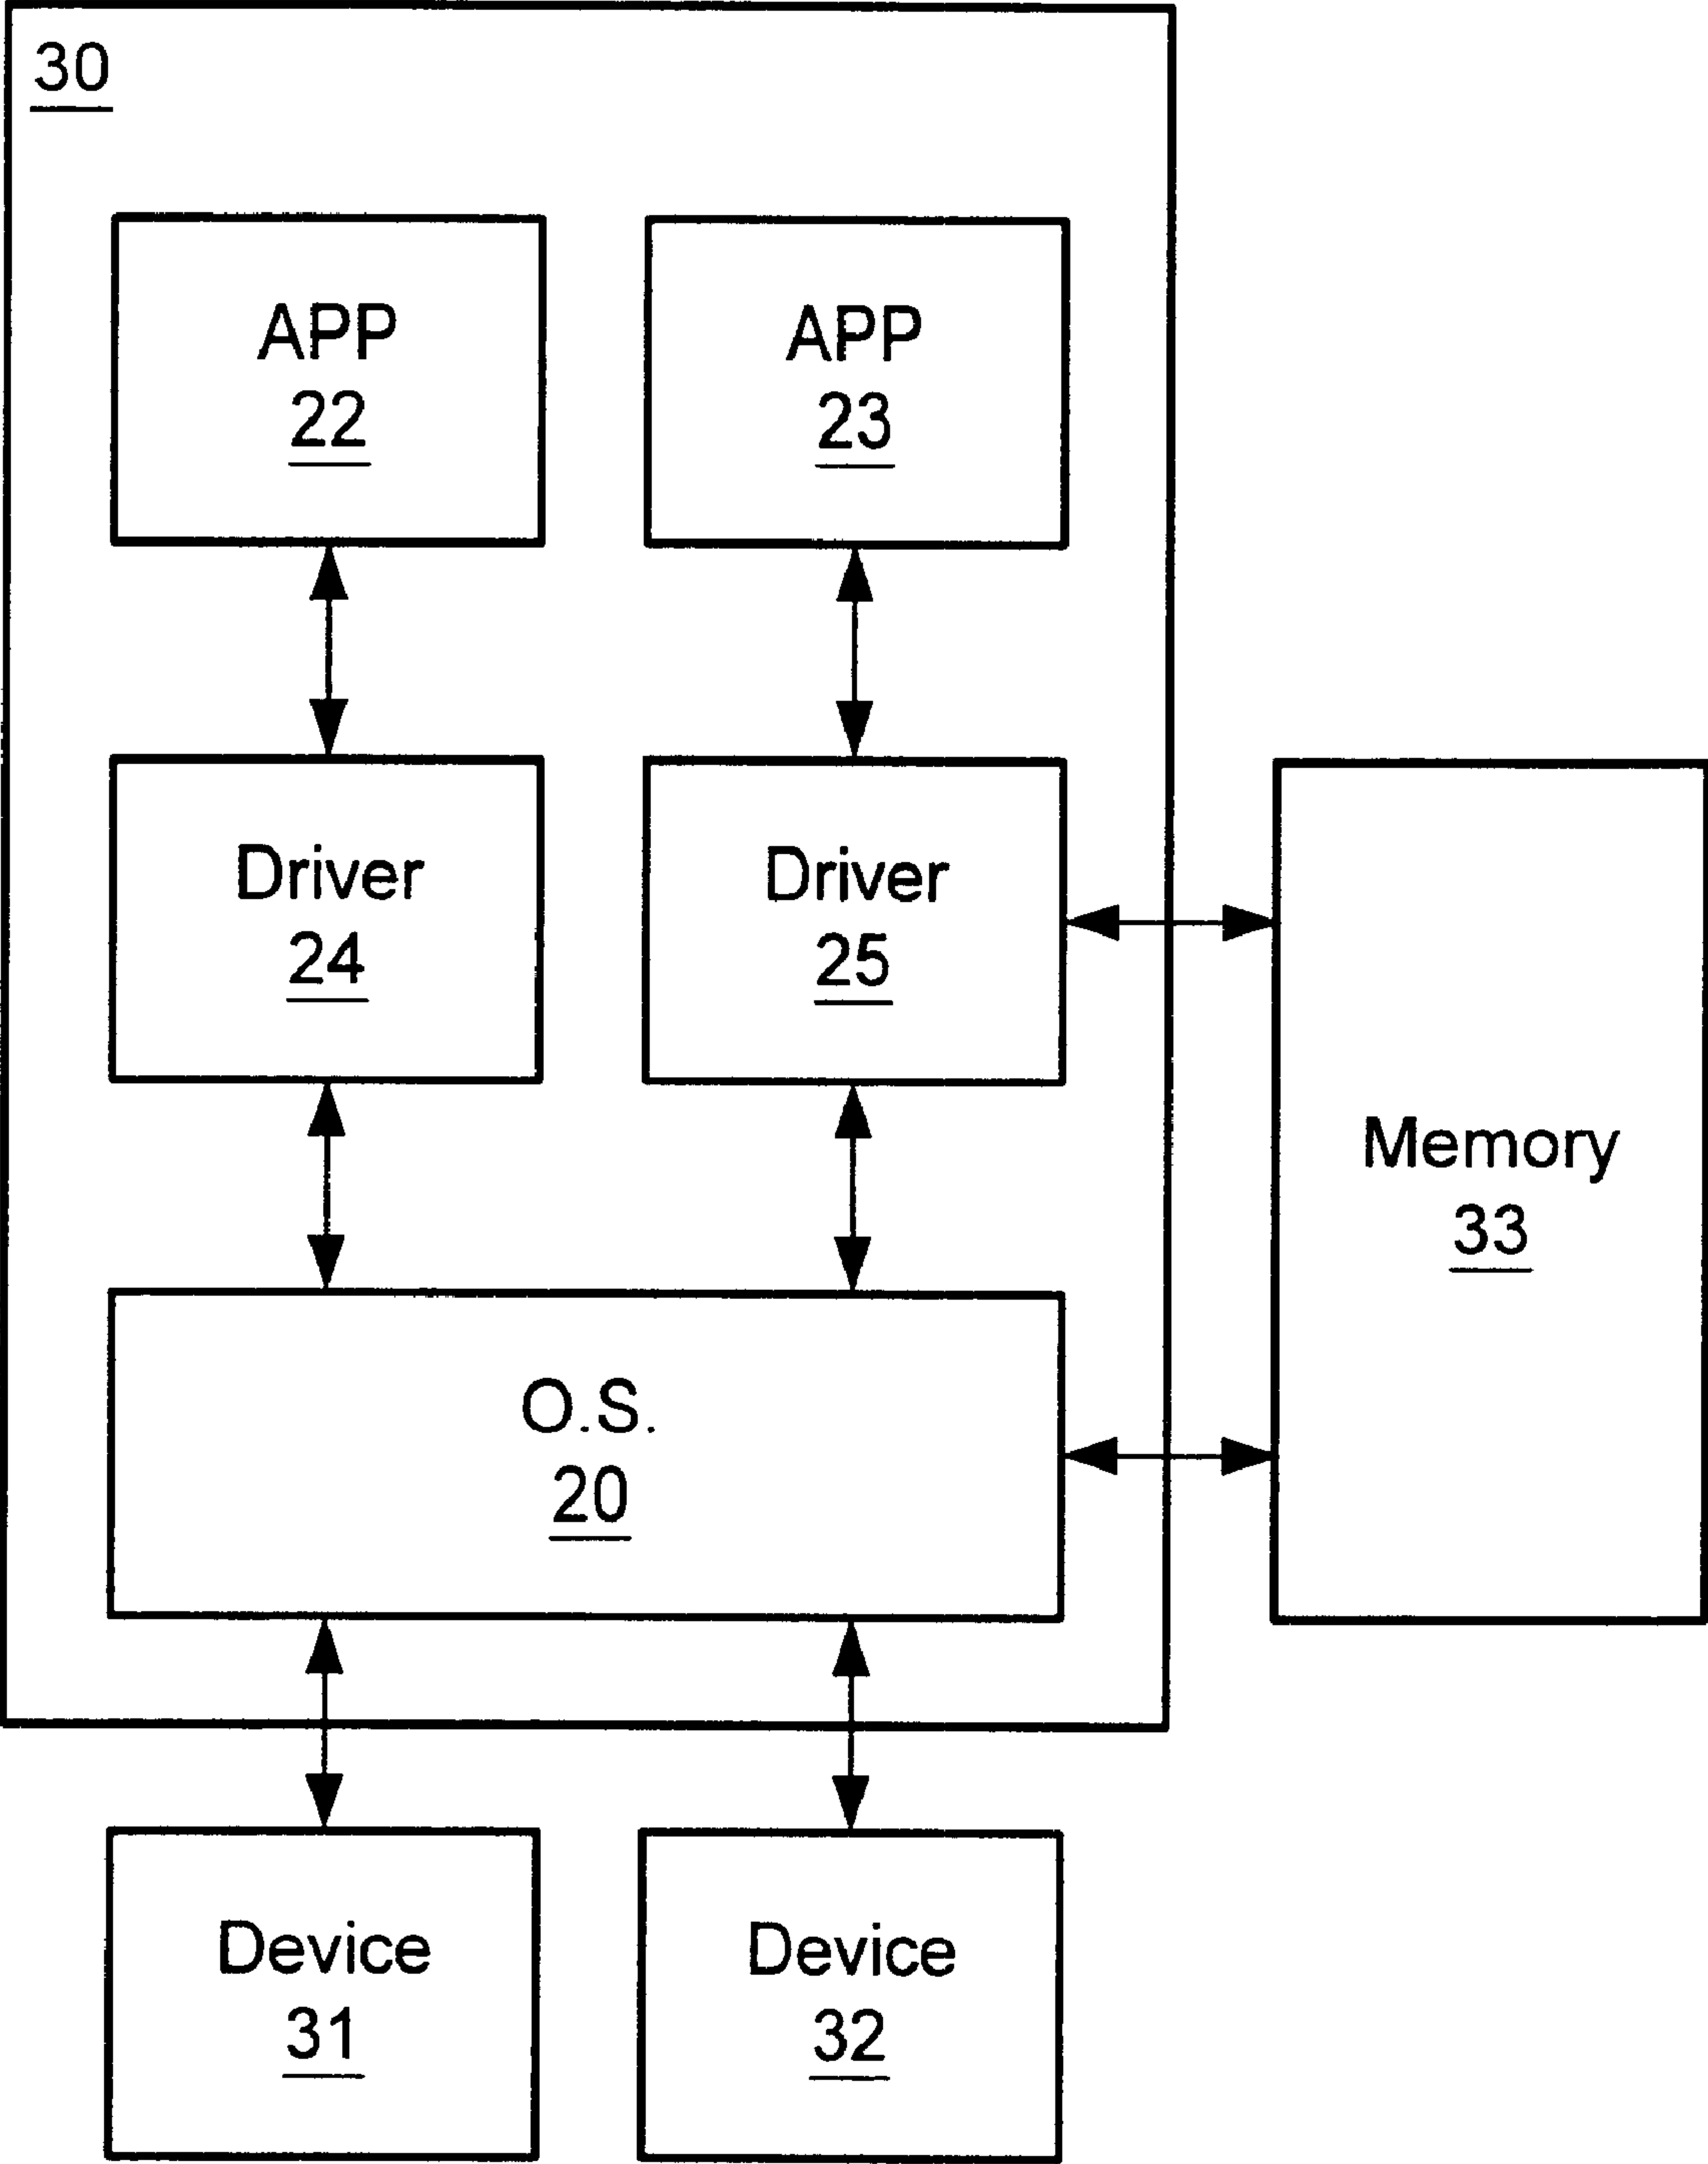 30
APP
22
APP
23
Driver
24
Driver
25
Memory
33
O.S.
20
Device
31
Device
32